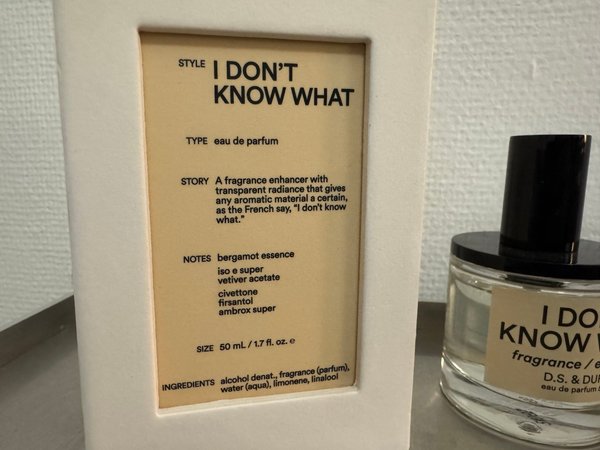 STYLE I DON'T
KNOW WHAT
TYPE eau de parfum
STORY A fragrance enhancer with
transparent radiance that gives
any aromatic material a certain,
as the French say, "I don't know
what."
NOTES bergamot essence
iso e super
vetiver acetate
civettone
firsantol
ambrox super
SIZE 50 mL / 1.7 fl. oz. e
INGREDIENTS alcohol denat., fragrance (parfum),
water (aqua), limonene, linalool
I DO
KNOW
fragrance / e
D.S. & DU
eau de parfum